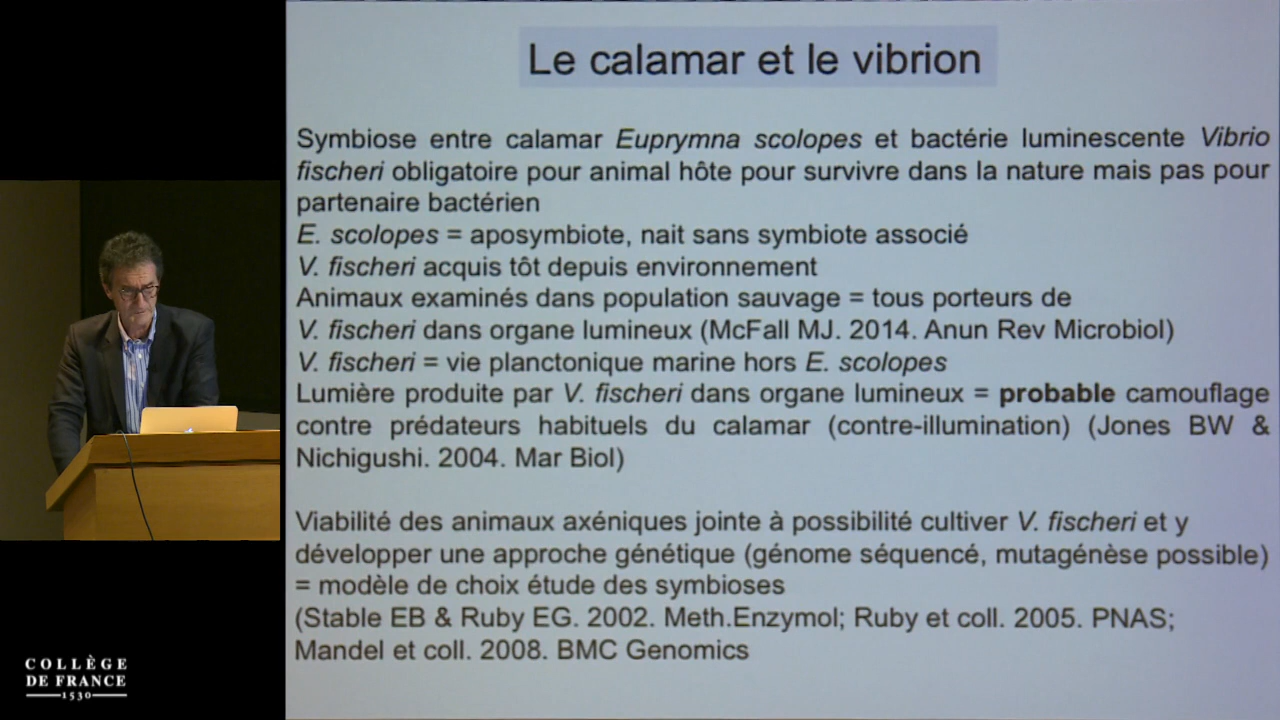 Le calamar et le vibrion
Symbiose entre calamar Euprymna scolopes et bactérie luminescente Vibrio
fischeri obligatoire pour animal hôte pour survivre dans la nature mais pas pour
partenaire bactérien
E. scolopes = aposymbiote, nait sans symbiote associé
V. fischeri acquis tôt depuis environnement
Animaux examinés dans population sauvage = tous porteurs de
V. fischeri dans organe lumineux (McFall MJ. 2014. Anun Rev Microbiol)
V. fischeri = vie planctonique marine hors E. scolopes
Lumière produite par V. fischeri dans organe lumineux = probable camouflage
contre prédateurs habituels du calamar (contre-illumination) (Jones BW &
Nichigushi. 2004. Mar Biol)
Viabilité des animaux axéniques jointe à possibilité cultiver V. fischeri et y
développer une approche génétique (génome séquencé, mutagénèse possible)
= modèle de choix étude des symbioses
(Stable EB & Ruby EG. 2002. Meth.Enzymol; Ruby et coll. 2005. PNAS;
Mandel et coll. 2008. BMC Genomics
COLLÈGE
DE FRANCE
1530